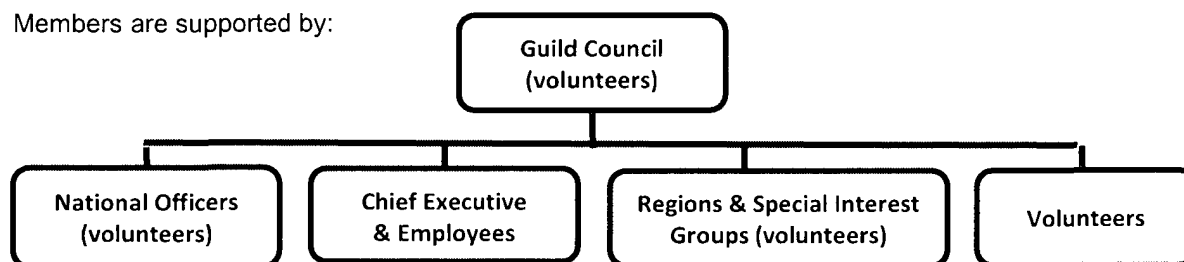 Members are supported by:
Guild Council
(volunteers)
National Officers
(volunteers)
Chief Executive
& Employees
Regions & Special Interest
Groups (volunteers)
Volunteers